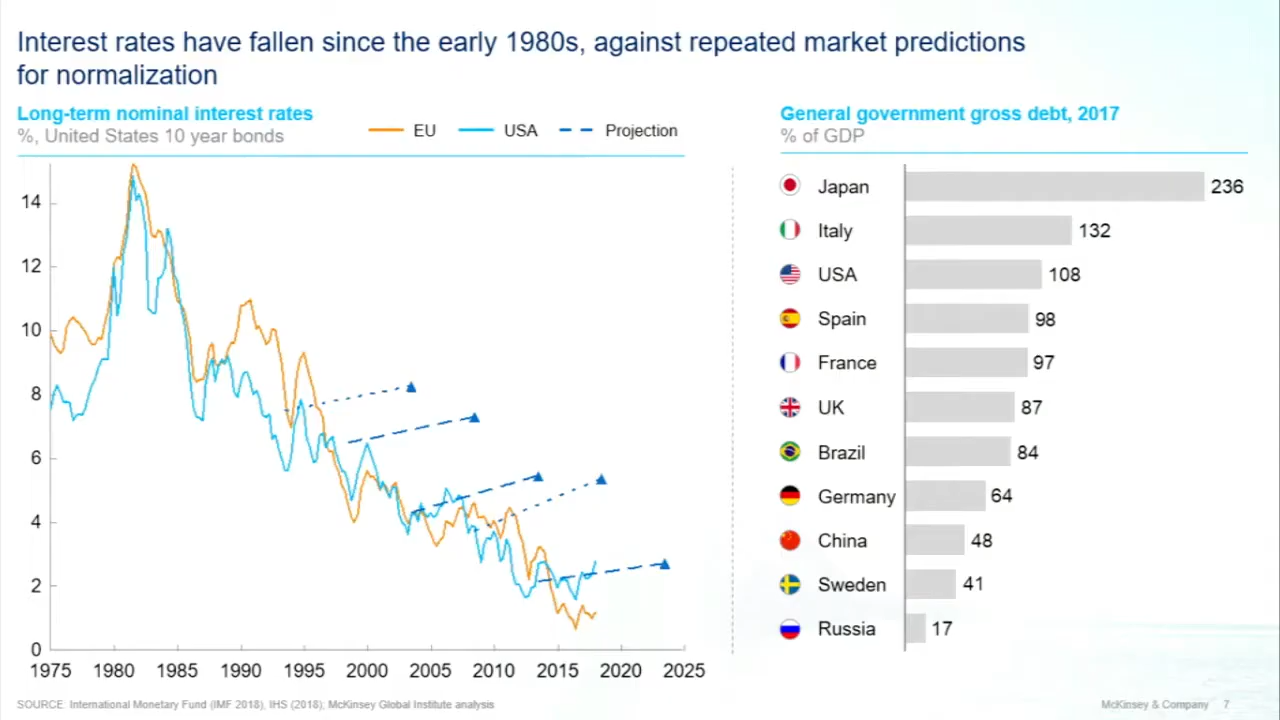 Interest rates have fallen since the early 1980s, against repeated market predictions
for normalization
Long-term nominal interest rates
%, United States 10 year bonds
EU
USA
Projection
14
12
10
8
6
4
2
0
1975 1980 1985 1990 1995 2000 2005 2010 2017 2020 2025
General government gross debt, 2017
% of GDP
Japan 236
Italy 132
USA 108
Spain 98
France 97
UK 87
Brazil 84
Germany 64
China 48
Sweden 41
Russia 17
SOURCE: International Monetary Fund (IMF 2018), IHS (2018); McKinsey Global Institute analysis
McKinsey & Company 7